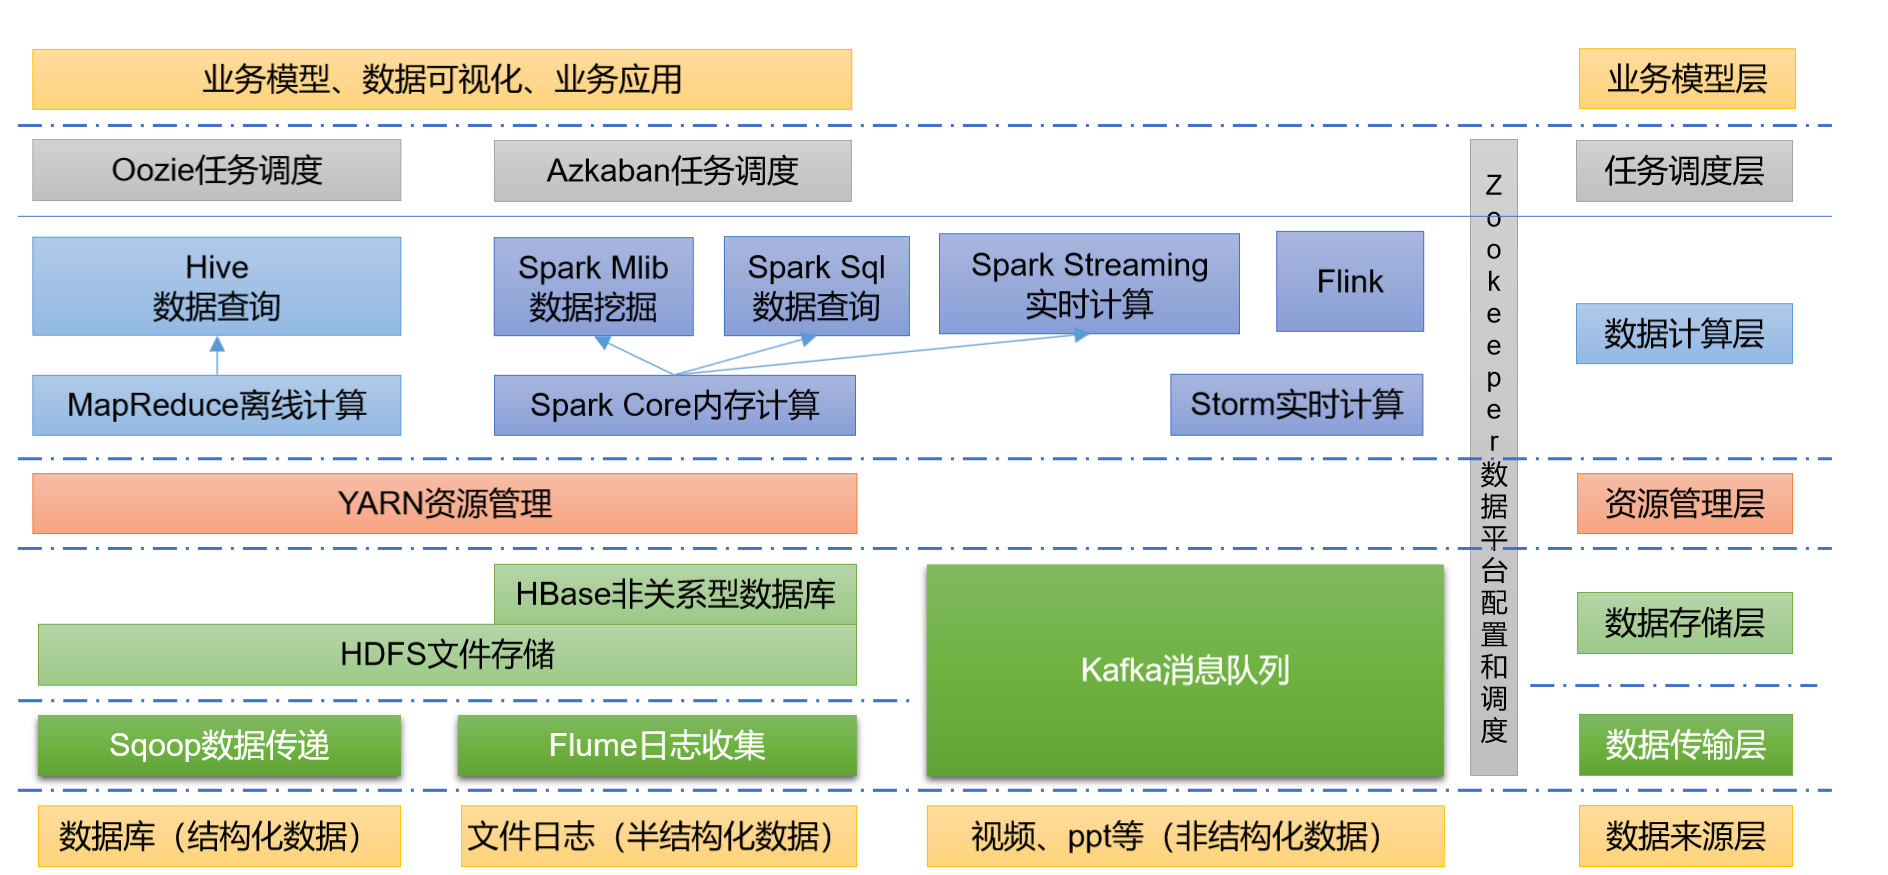 业务模型、数据可视化、业务应用
业务模型层
Oozie任务调度
Azkaban任务调度
任务调度层
Hive
数据查询
Spark Mlib
数据挖掘
Spark Sql
数据查询
Spark Streaming
实时计算
Flink
数据计算层
MapReduce离线计算
Spark Core内存计算
Storm实时计算
Zookeeper数据平台配置和调度
YARN资源管理
资源管理层
HBase非关系型数据库
HDFS文件存储
Kafka消息队列
数据存储层
Sqoop数据传递
Flume日志收集
数据传输层
数据库（结构化数据）
文件日志（半结构化数据）
视频、ppt等（非结构化数据）
数据来源层